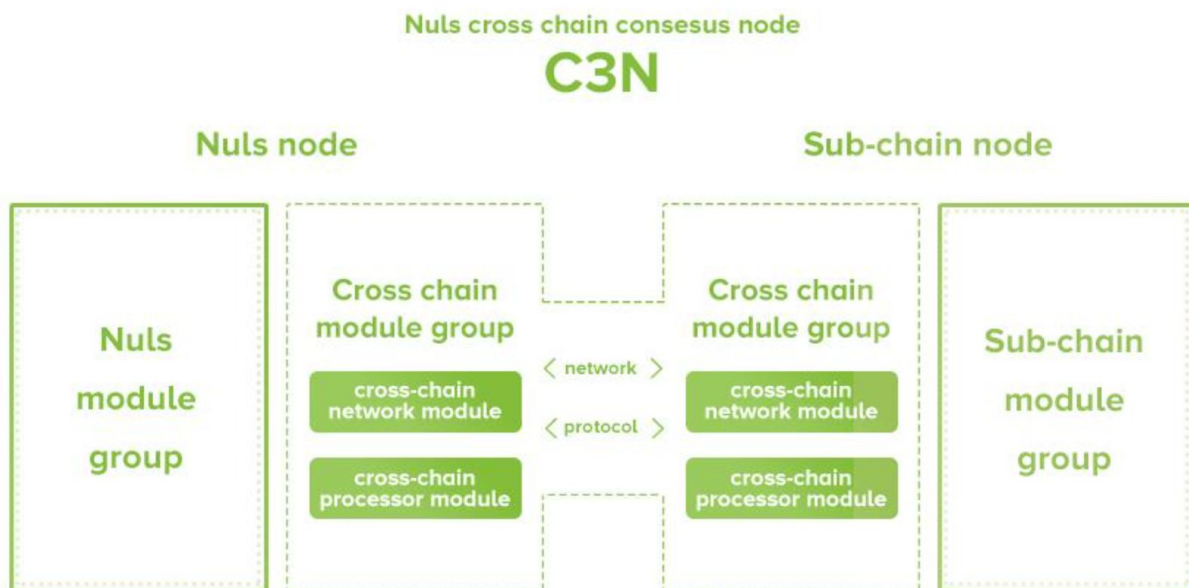 Nuls cross chain consesus node
C3N
Nuls node
Sub-chain node
Nuls
module
group
Cross chain
module group
cross-chain
network module
cross-chain
processor module
< network >
< protocol >
Cross chain
module group
cross-chain
network module
cross-chain
processor module
Sub-chain
module
group